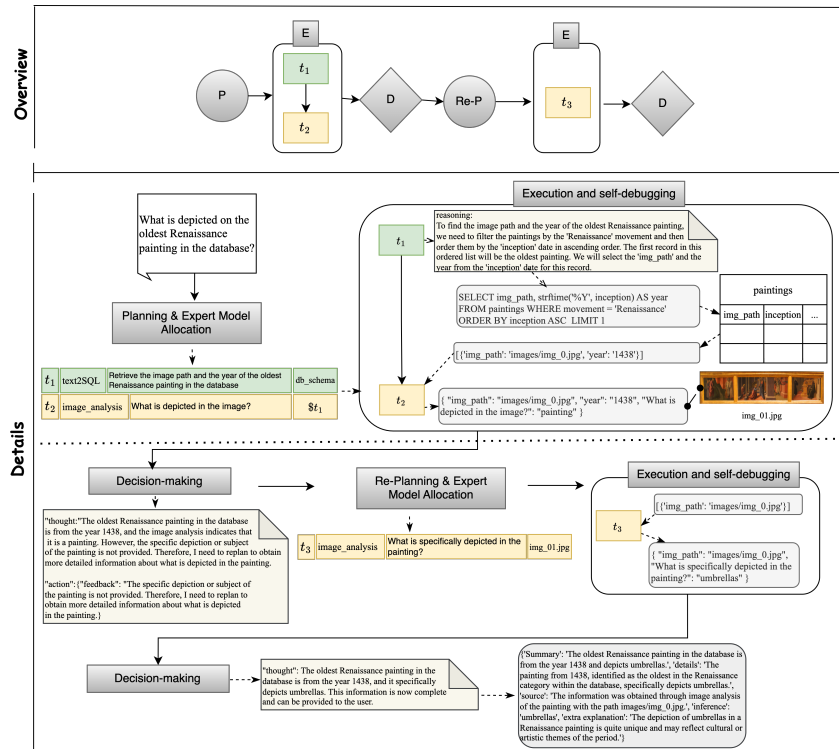 Overview
E
E
t1
t2
P
D
Re-P
t3
D
Details
What is depicted on the
oldest Renaissance
painting in the database?
Planning & Expert Model
Allocation
t1 text2SQL Retrieve the image path and the year of the oldest
Renaissance painting in the database db_schema
t2 image_analysis What is depicted in the image? $t1
Execution and self-debugging
t1
reasoning:
To find the image path and the year of the oldest Renaissance painting,
we need to filter the paintings by the 'Renaissance' movement and then
order them by the 'inception' date in ascending order. The first record in this
ordered list will be the oldest painting. We will select the 'img_path' and the
year from the 'inception' date for this record.
SELECT img_path, strftime('%Y', inception) AS year
FROM paintings WHERE movement = 'Renaissance'
ORDER BY inception ASC LIMIT 1
paintings
img_path inception ...
[{'img_path': 'images/img_0.jpg', 'year': '1438'}]
t2
{ "img_path": "images/img_0.jpg", "year": "1438", "What is
depicted in the image?": "painting" }
img_01.jpg
Decision-making
"thought:"The oldest Renaissance painting in the database
is from the year 1438, and the image analysis indicates that
it is a painting. However, the specific depiction or subject
of the painting is not provided. Therefore, I need to replan to obtain
more detailed information about what is depicted in the painting.
"action":{"feedback": "The specific depiction or subject of
the painting is not provided. Therefore, I need to replan to
obtain more detailed information about what is depicted
in the painting.}
Re-Planning & Expert
Model Allocation
t3 image_analysis What is specifically depicted in the
painting? img_01.jpg
Execution and self-debugging
[{'img_path': 'images/img_0.jpg'}]
t3
{ "img_path": "images/img_0.jpg",
"What is specifically depicted in the
painting?": "umbrellas" }
Decision-making
"thought": The oldest Renaissance painting in the
database is from the year 1438, and it specifically
depicts umbrellas. This information is now complete
and can be provided to the user.
{'Summary': 'The oldest Renaissance painting in the database is
from the year 1438 and depicts umbrellas.', 'details': 'The
painting from 1438, identified as the oldest in the Renaissance
category within the database, specifically depicts umbrellas.',
'source': 'The information was obtained through image analysis
of the painting with the path images/img_0.jpg.', 'inference':
'umbrellas', 'extra explanation': 'The depiction of umbrellas in a
Renaissance painting is quite unique and may reflect cultural or
artistic themes of the period.'}